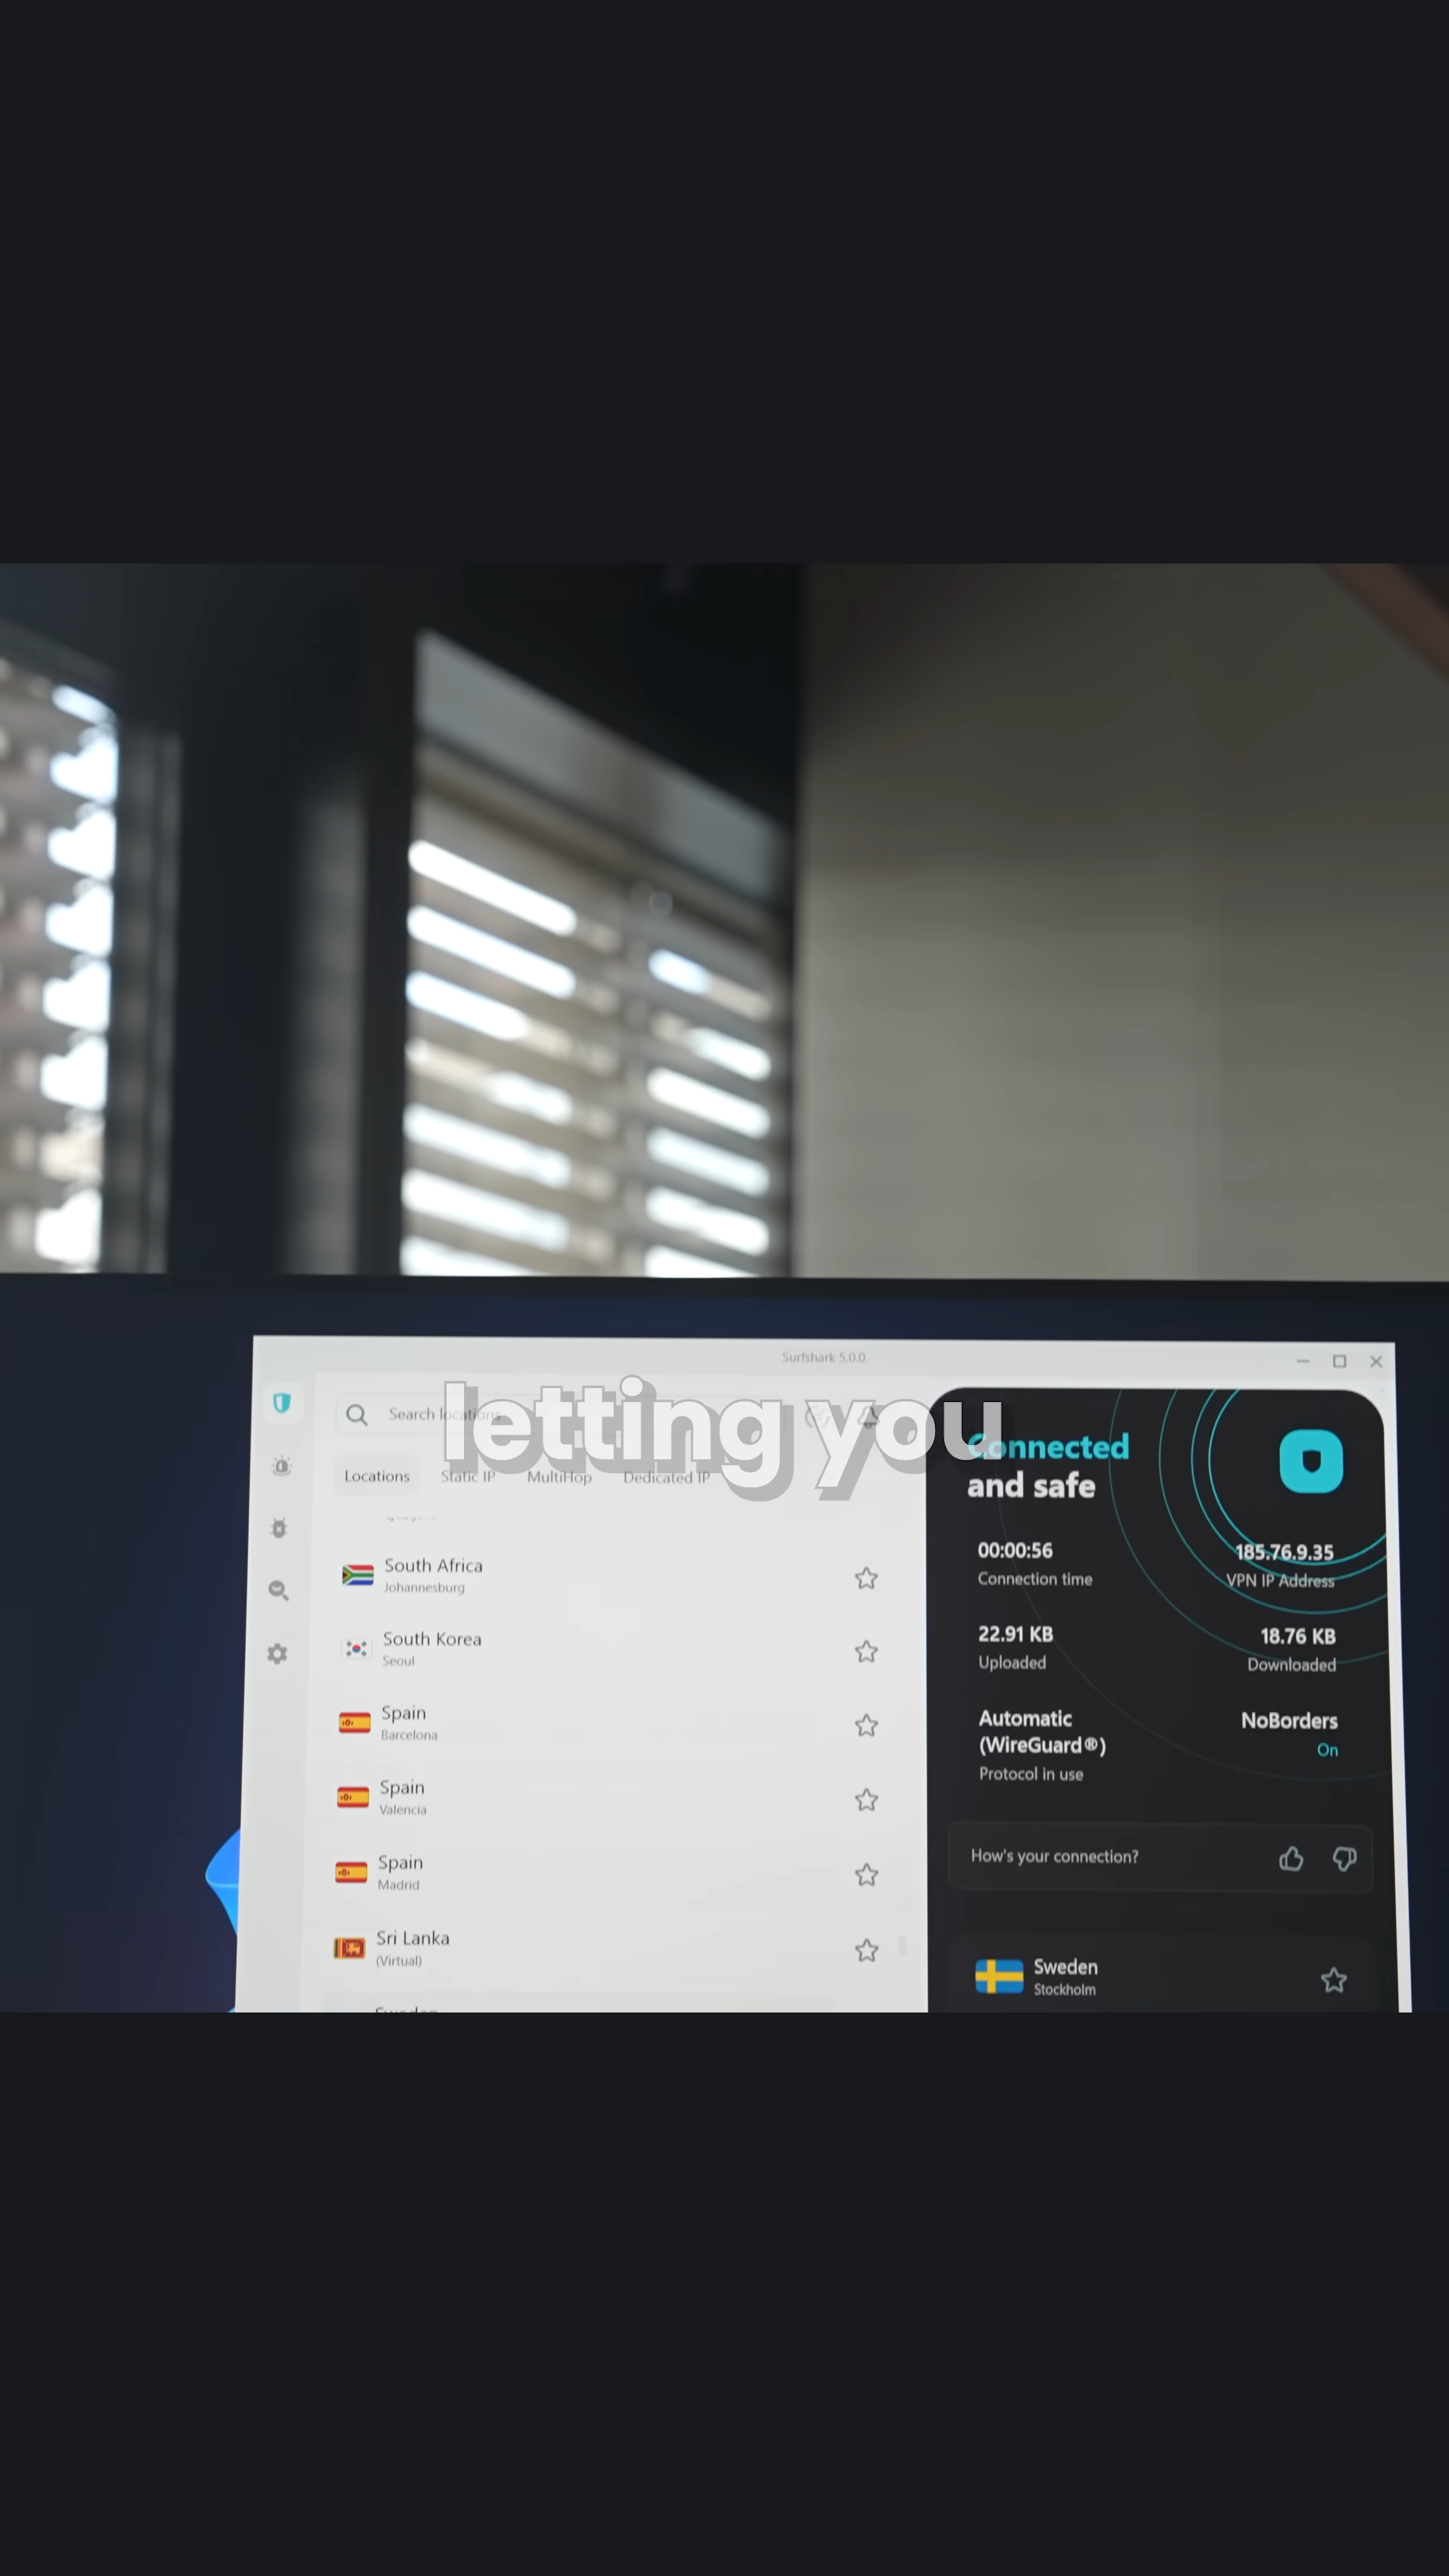 Surfshark 5.0.0
letting you
Search locations
Locations
Static IP
MultiHop
Dedicated IP
South Africa
Johannesburg
South Korea
Seoul
Spain
Barcelona
Spain
Valencia
Spain
Madrid
Sri Lanka
(Virtual)
Sweden
Connected
and safe
00:00:56
Connection time
185.76.9.35
VPN IP Address
22.91 KB
Uploaded
18.76 KB
Downloaded
Automatic
(WireGuard®)
Protocol in use
NoBorders
On
How's your connection?
Sweden
Stockholm